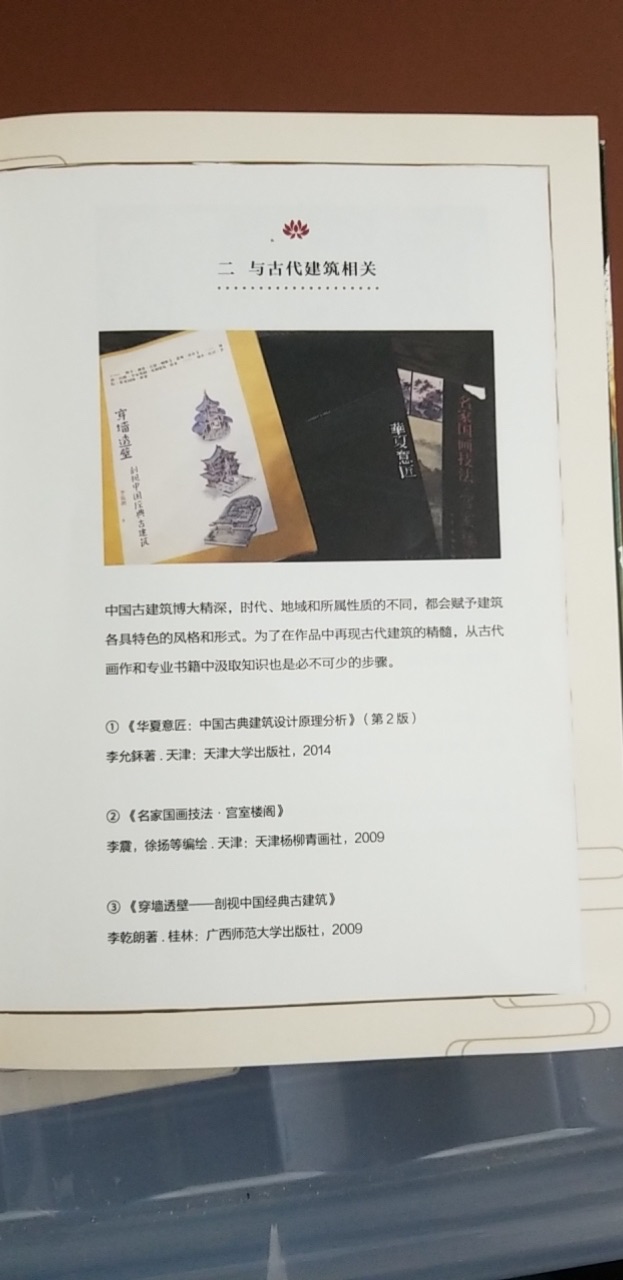 二 与古代建筑相关
穿墙透壁
剖视中国经典古建筑
華夏意匠
名家国画技法
中国古建筑博大精深，时代、地域和所属性质的不同，都会赋予建筑
各具特色的风格和形式。为了在作品中再现古代建筑的精髓，从古代
画作和专业书籍中汲取知识也是必不可少的步骤。
① 《华夏意匠：中国古典建筑设计原理分析》（第 2 版）
李允鉌著 . 天津：天津大学出版社，2014
② 《名家国画技法 · 宫室楼阁》
李震，徐扬等编绘 . 天津：天津杨柳青画社，2009
③ 《穿墙透壁——剖视中国经典古建筑》
李乾朗著 . 桂林：广西师范大学出版社，2009